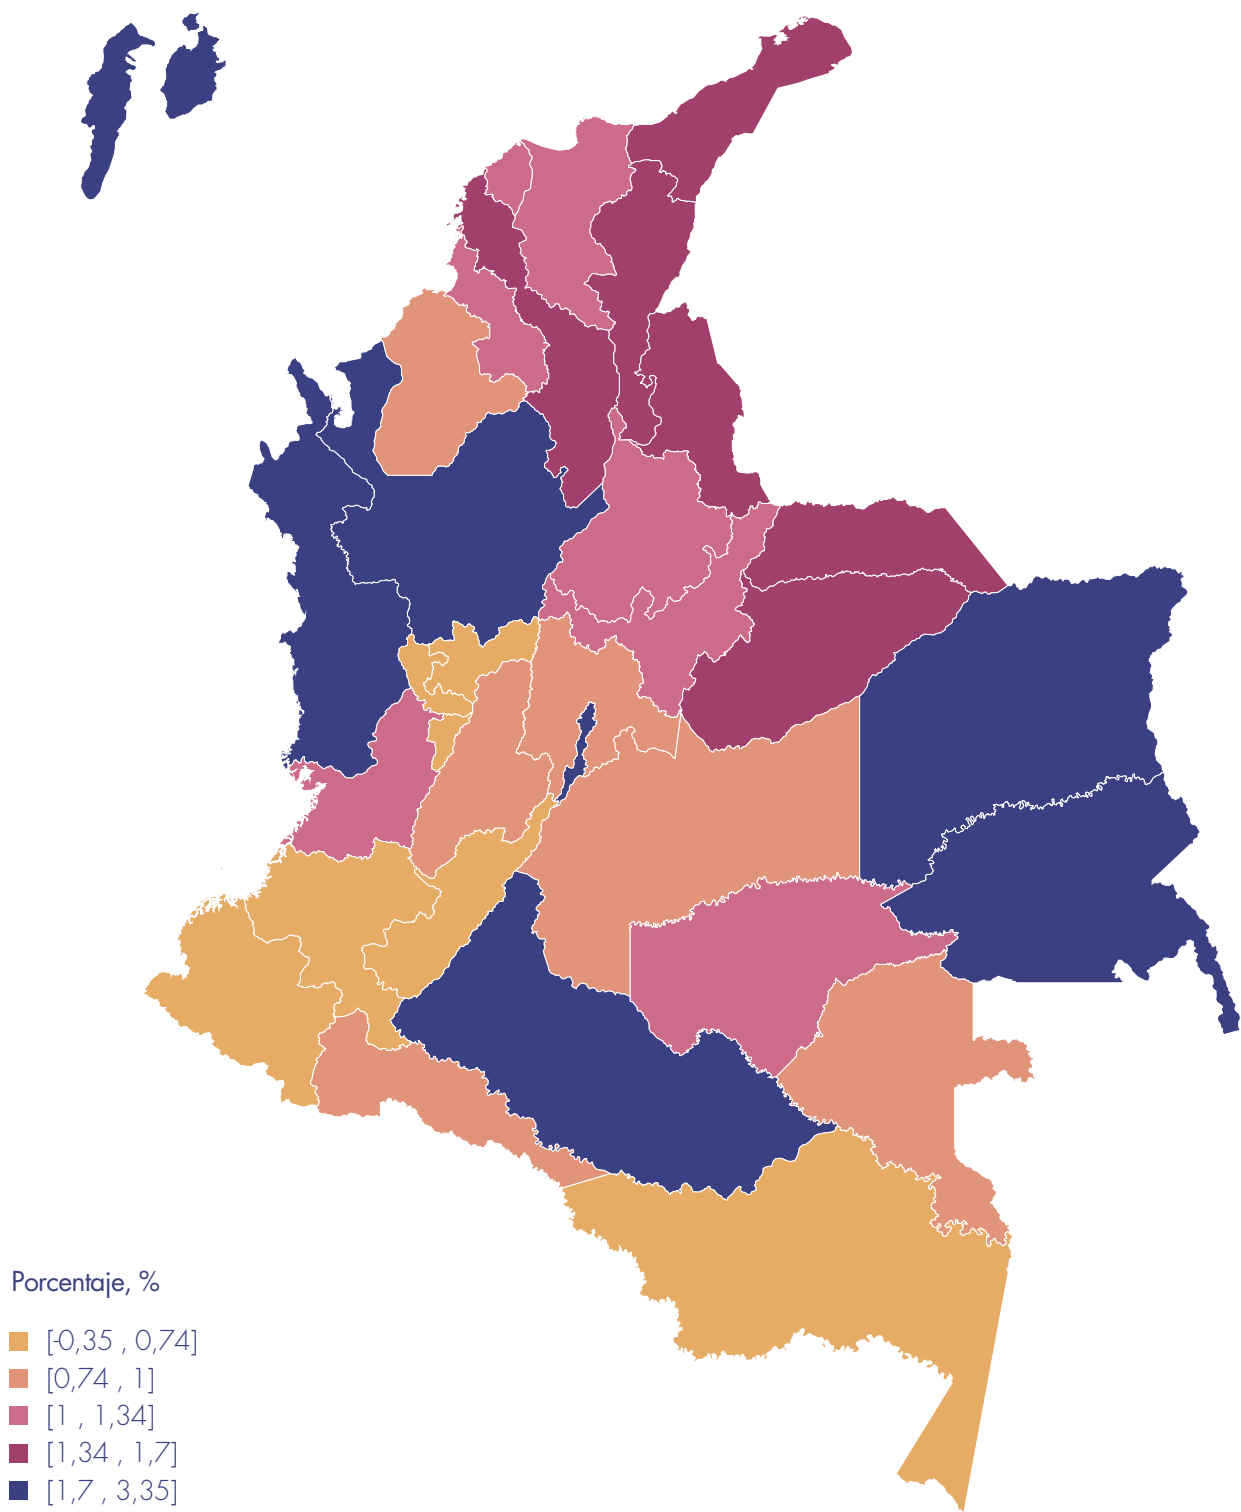 Porcentaje, %
[-0,35 , 0,74]
[0,74 , 1]
[1 , 1,34]
[1,34 , 1,7]
[1,7 , 3,35]